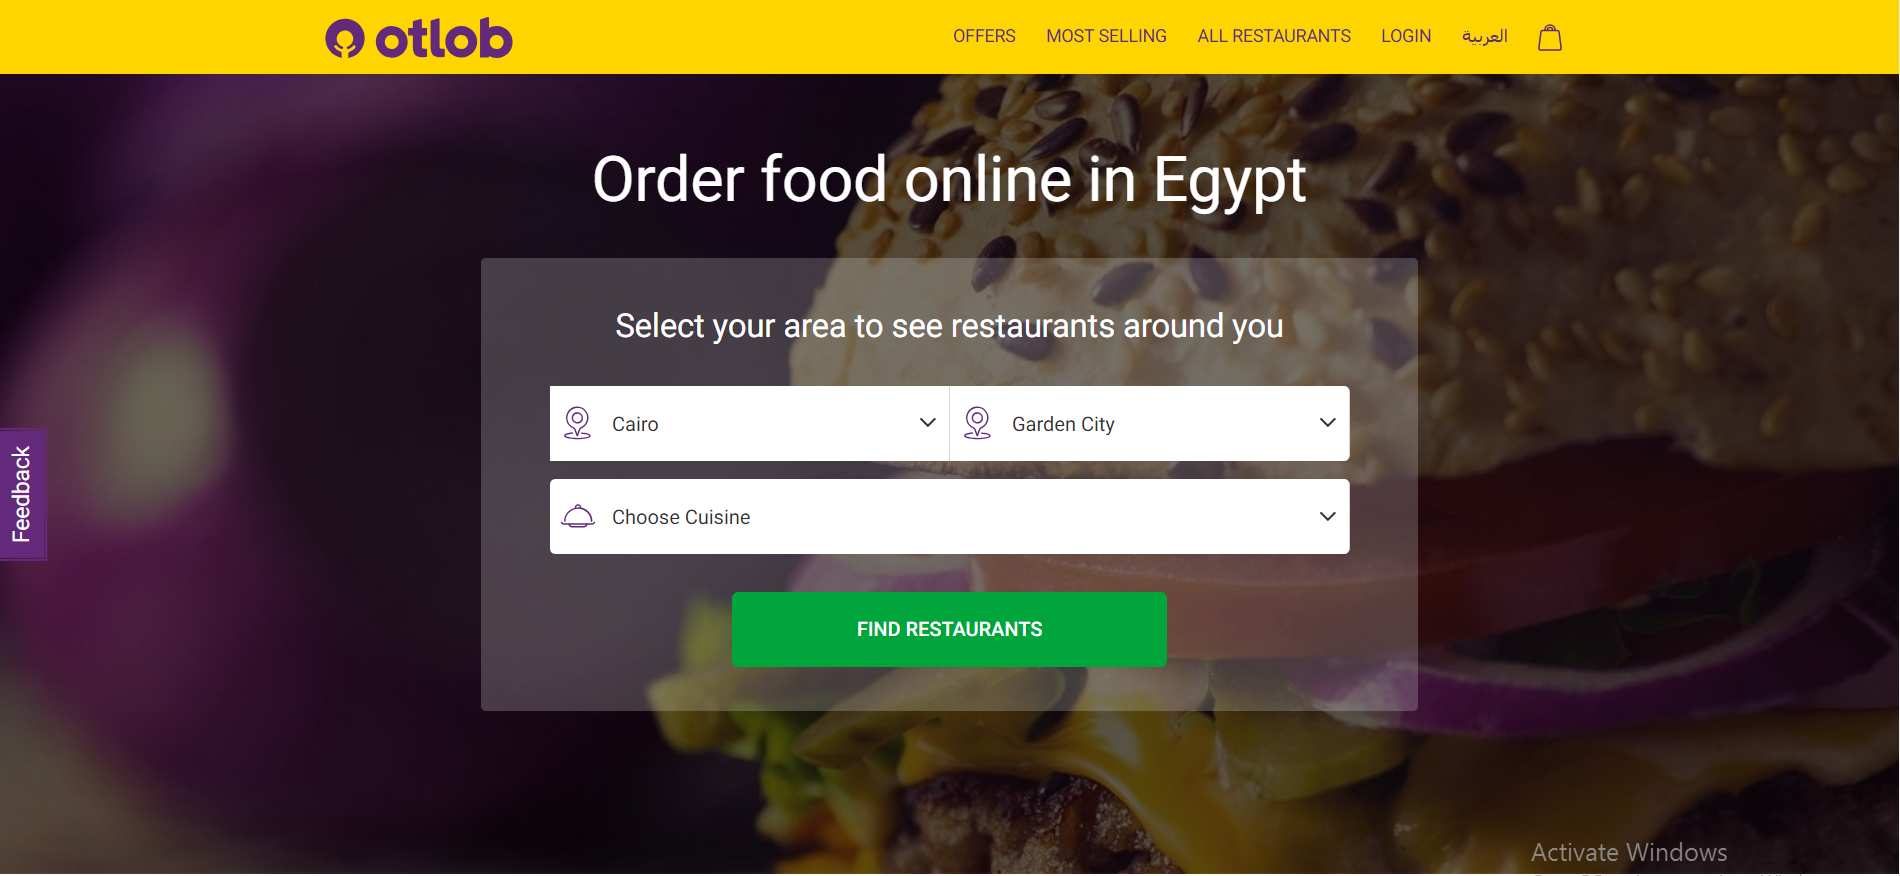 otlob
OFFERS
MOST SELLING
ALL RESTAURANTS
LOGIN
العربية
Order food online in Egypt
Select your area to see restaurants around you
Cairo
Garden City
Choose Cuisine
FIND RESTAURANTS
Feedback
Activate Windows